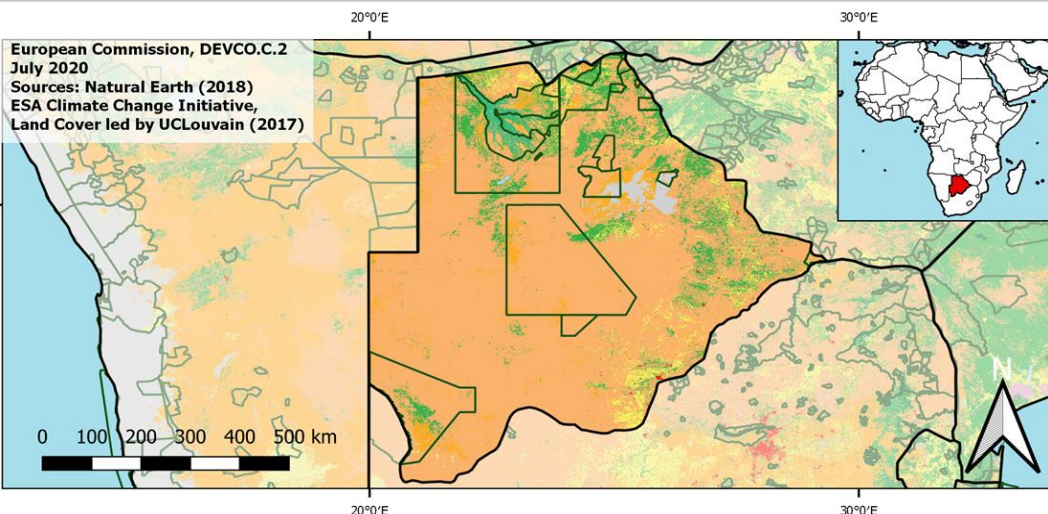 20°0′E 30°0′E
European Commission, DEVCO.C.2
July 2020
Sources: Natural Earth (2018)
ESA Climate Change Initiative,
Land Cover led by UCLouvain (2017)
N
0 100 200 300 400 500 km
20°0′E 30°0′E